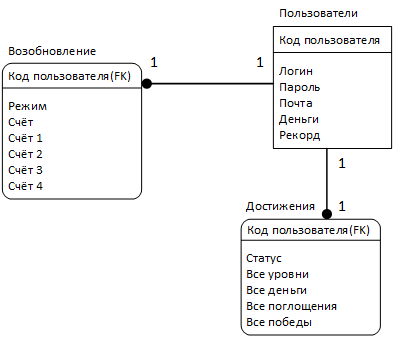 Пользователи
Код пользователя
Логин
Пароль
Почта
Деньги
Рекорд
Возобновление
1
1
Код пользователя(FK)
Режим
Счёт
Счёт 1
Счёт 2
Счёт 3
Счёт 4
1
1
Достижения
Код пользователя(FK)
Статус
Все уровни
Все деньги
Все поглощения
Все победы